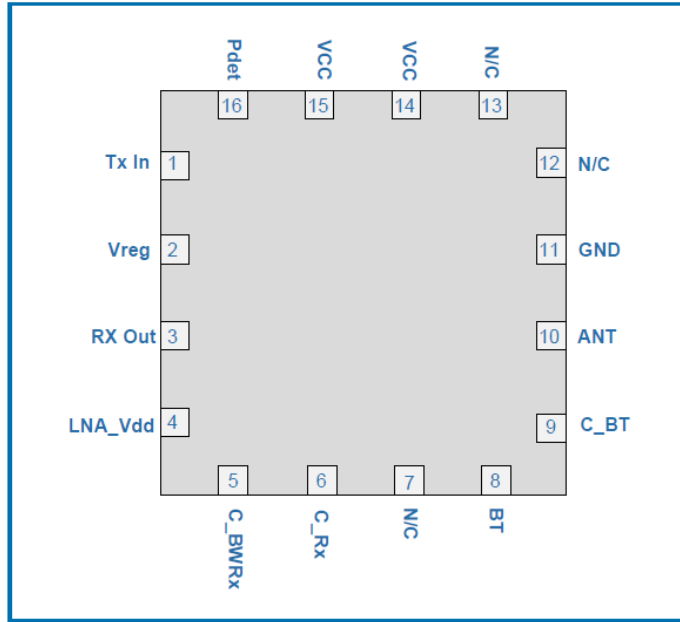 Pdet VCC VCC N/C
16 15 14 13
Tx In 1 12 N/C
Vreg 2 11 GND
RX Out 3 10 ANT
LNA_Vdd 4 9 C_BT
5 6 7 8
C_BWRx C_Rx N/C BT